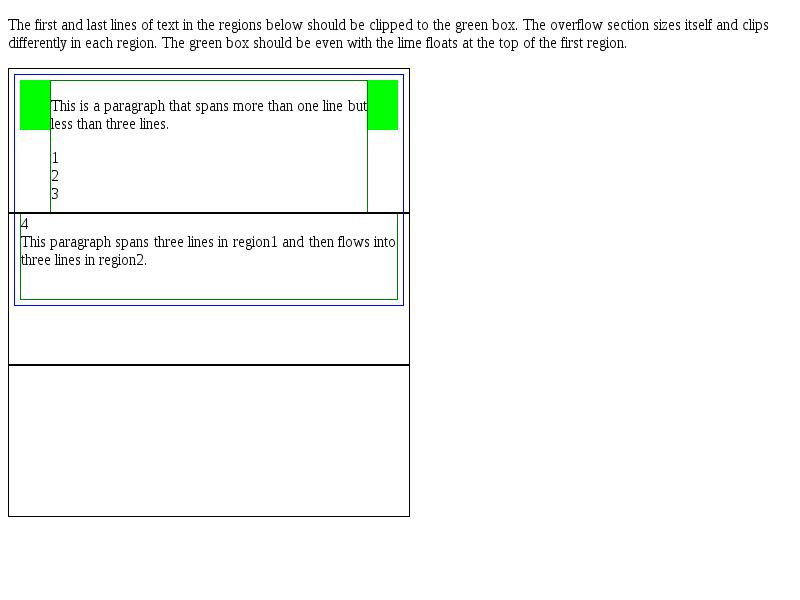 The first and last lines of text in the regions below should be clipped to the green box. The overflow section sizes itself and clips
differently in each region. The green box should be even with the lime floats at the top of the first region.
This is a paragraph that spans more than one line but
less than three lines.
1
2
3
4
This paragraph spans three lines in region1 and then flows into
three lines in region2.